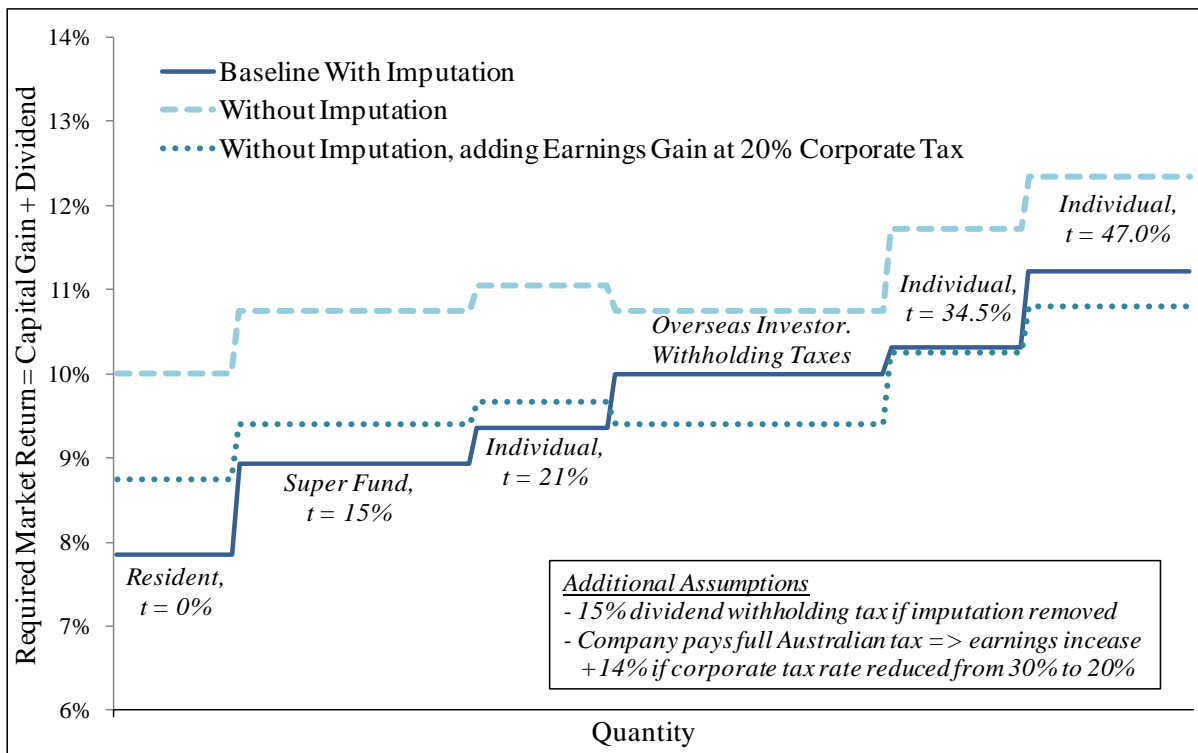 Required Market Return = Capital Gain + Dividend
14%
13%
12%
11%
10%
9%
8%
7%
6%
Baseline With Imputation
Without Imputation
Without Imputation, adding Earnings Gain at 20% Corporate Tax
Resident,
t = 0%
Super Fund,
t = 15%
Individual,
t = 21%
Overseas Investor.
Withholding Taxes
Individual,
t = 34.5%
Individual,
t = 47.0%
Additional Assumptions
- 15% dividend withholding tax if imputation removed
- Company pays full Australian tax => earnings increase
+14% if corporate tax rate reduced from 30% to 20%
Quantity